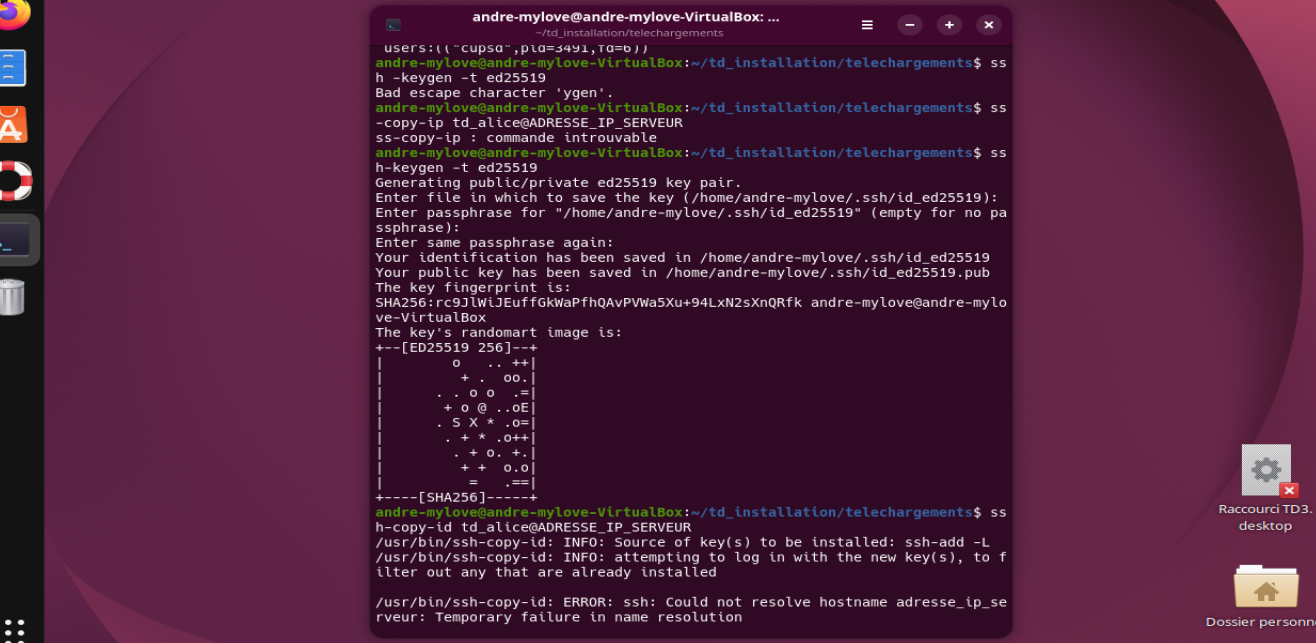 andre-mylove@andre-mylove-VirtualBox: ...
~/td_installation/telechargements
users:(("cupsd",pid=3491,fd=6))
andre-mylove@andre-mylove-VirtualBox:~/td_installation/telechargements$ ss
h -keygen -t ed25519
Bad escape character 'ygen'.
andre-mylove@andre-mylove-VirtualBox:~/td_installation/telechargements$ ss
-copy-ip td_alice@ADRESSE_IP_SERVEUR
ss-copy-ip : commande introuvable
andre-mylove@andre-mylove-VirtualBox:~/td_installation/telechargements$ ss
h-keygen -t ed25519
Generating public/private ed25519 key pair.
Enter file in which to save the key (/home/andre-mylove/.ssh/id_ed25519):
Enter passphrase for "/home/andre-mylove/.ssh/id_ed25519" (empty for no pa
ssphrase):
Enter same passphrase again:
Your identification has been saved in /home/andre-mylove/.ssh/id_ed25519
Your public key has been saved in /home/andre-mylove/.ssh/id_ed25519.pub
The key fingerprint is:
SHA256:rc9JlWiJEuffGkWaPfhQAvPVWa5Xu+94LxN2sXnQRfk andre-mylove@andre-mylo
ve-VirtualBox
The key's randomart image is:
+--[ED25519 256]--+
|        o   .. ++|
|         + .  oo.|
|      . . o o  .=|
|       + o @ ..oE|
|      . S X * .o=|
|       . + * .o++|
|        . + o. +.|
|         + +  o.o|
|          =   .==|
+----[SHA256]-----+
andre-mylove@andre-mylove-VirtualBox:~/td_installation/telechargements$ ss
h-copy-id td_alice@ADRESSE_IP_SERVEUR
/usr/bin/ssh-copy-id: INFO: Source of key(s) to be installed: ssh-add -L
/usr/bin/ssh-copy-id: INFO: attempting to log in with the new key(s), to f
ilter out any that are already installed
/usr/bin/ssh-copy-id: ERROR: ssh: Could not resolve hostname adresse_ip_se
rveur: Temporary failure in name resolution
Raccourci TD3.
desktop
Dossier personn